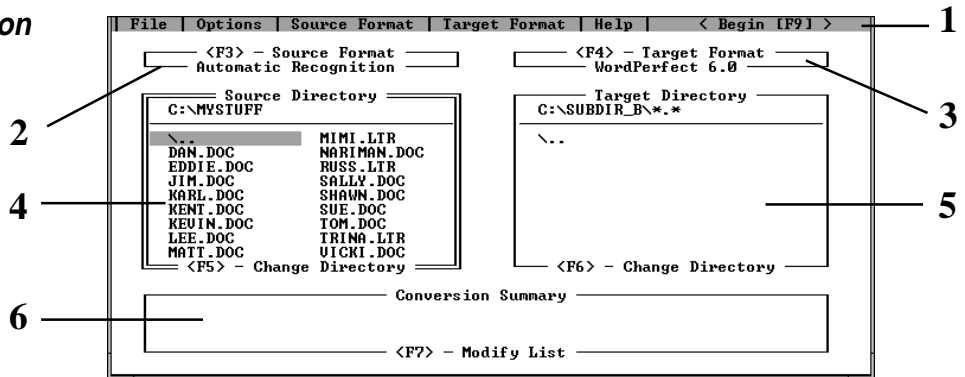 on
File | Options | Source Format | Target Format | Help | < Begin [F9] >
1
<F3> - Source Format
Automatic Recognition
<F4> - Target Format
WordPerfect 6.0
2
3
Source Directory
C:\MYSTUFF
\..
DAN.DOC
EDDIE.DOC
JIM.DOC
KARL.DOC
KENT.DOC
KEVIN.DOC
LEE.DOC
MATT.DOC
MIMI.LTR
NARIMAN.DOC
RUSS.LTR
SALLY.DOC
SHAWN.DOC
SUE.DOC
TOM.DOC
TRINA.LTR
VICKI.DOC
<F5> - Change Directory
4
Target Directory
C:\SUBDIR_B\*.*
\..
<F6> - Change Directory
5
Conversion Summary
6
<F7> - Modify List